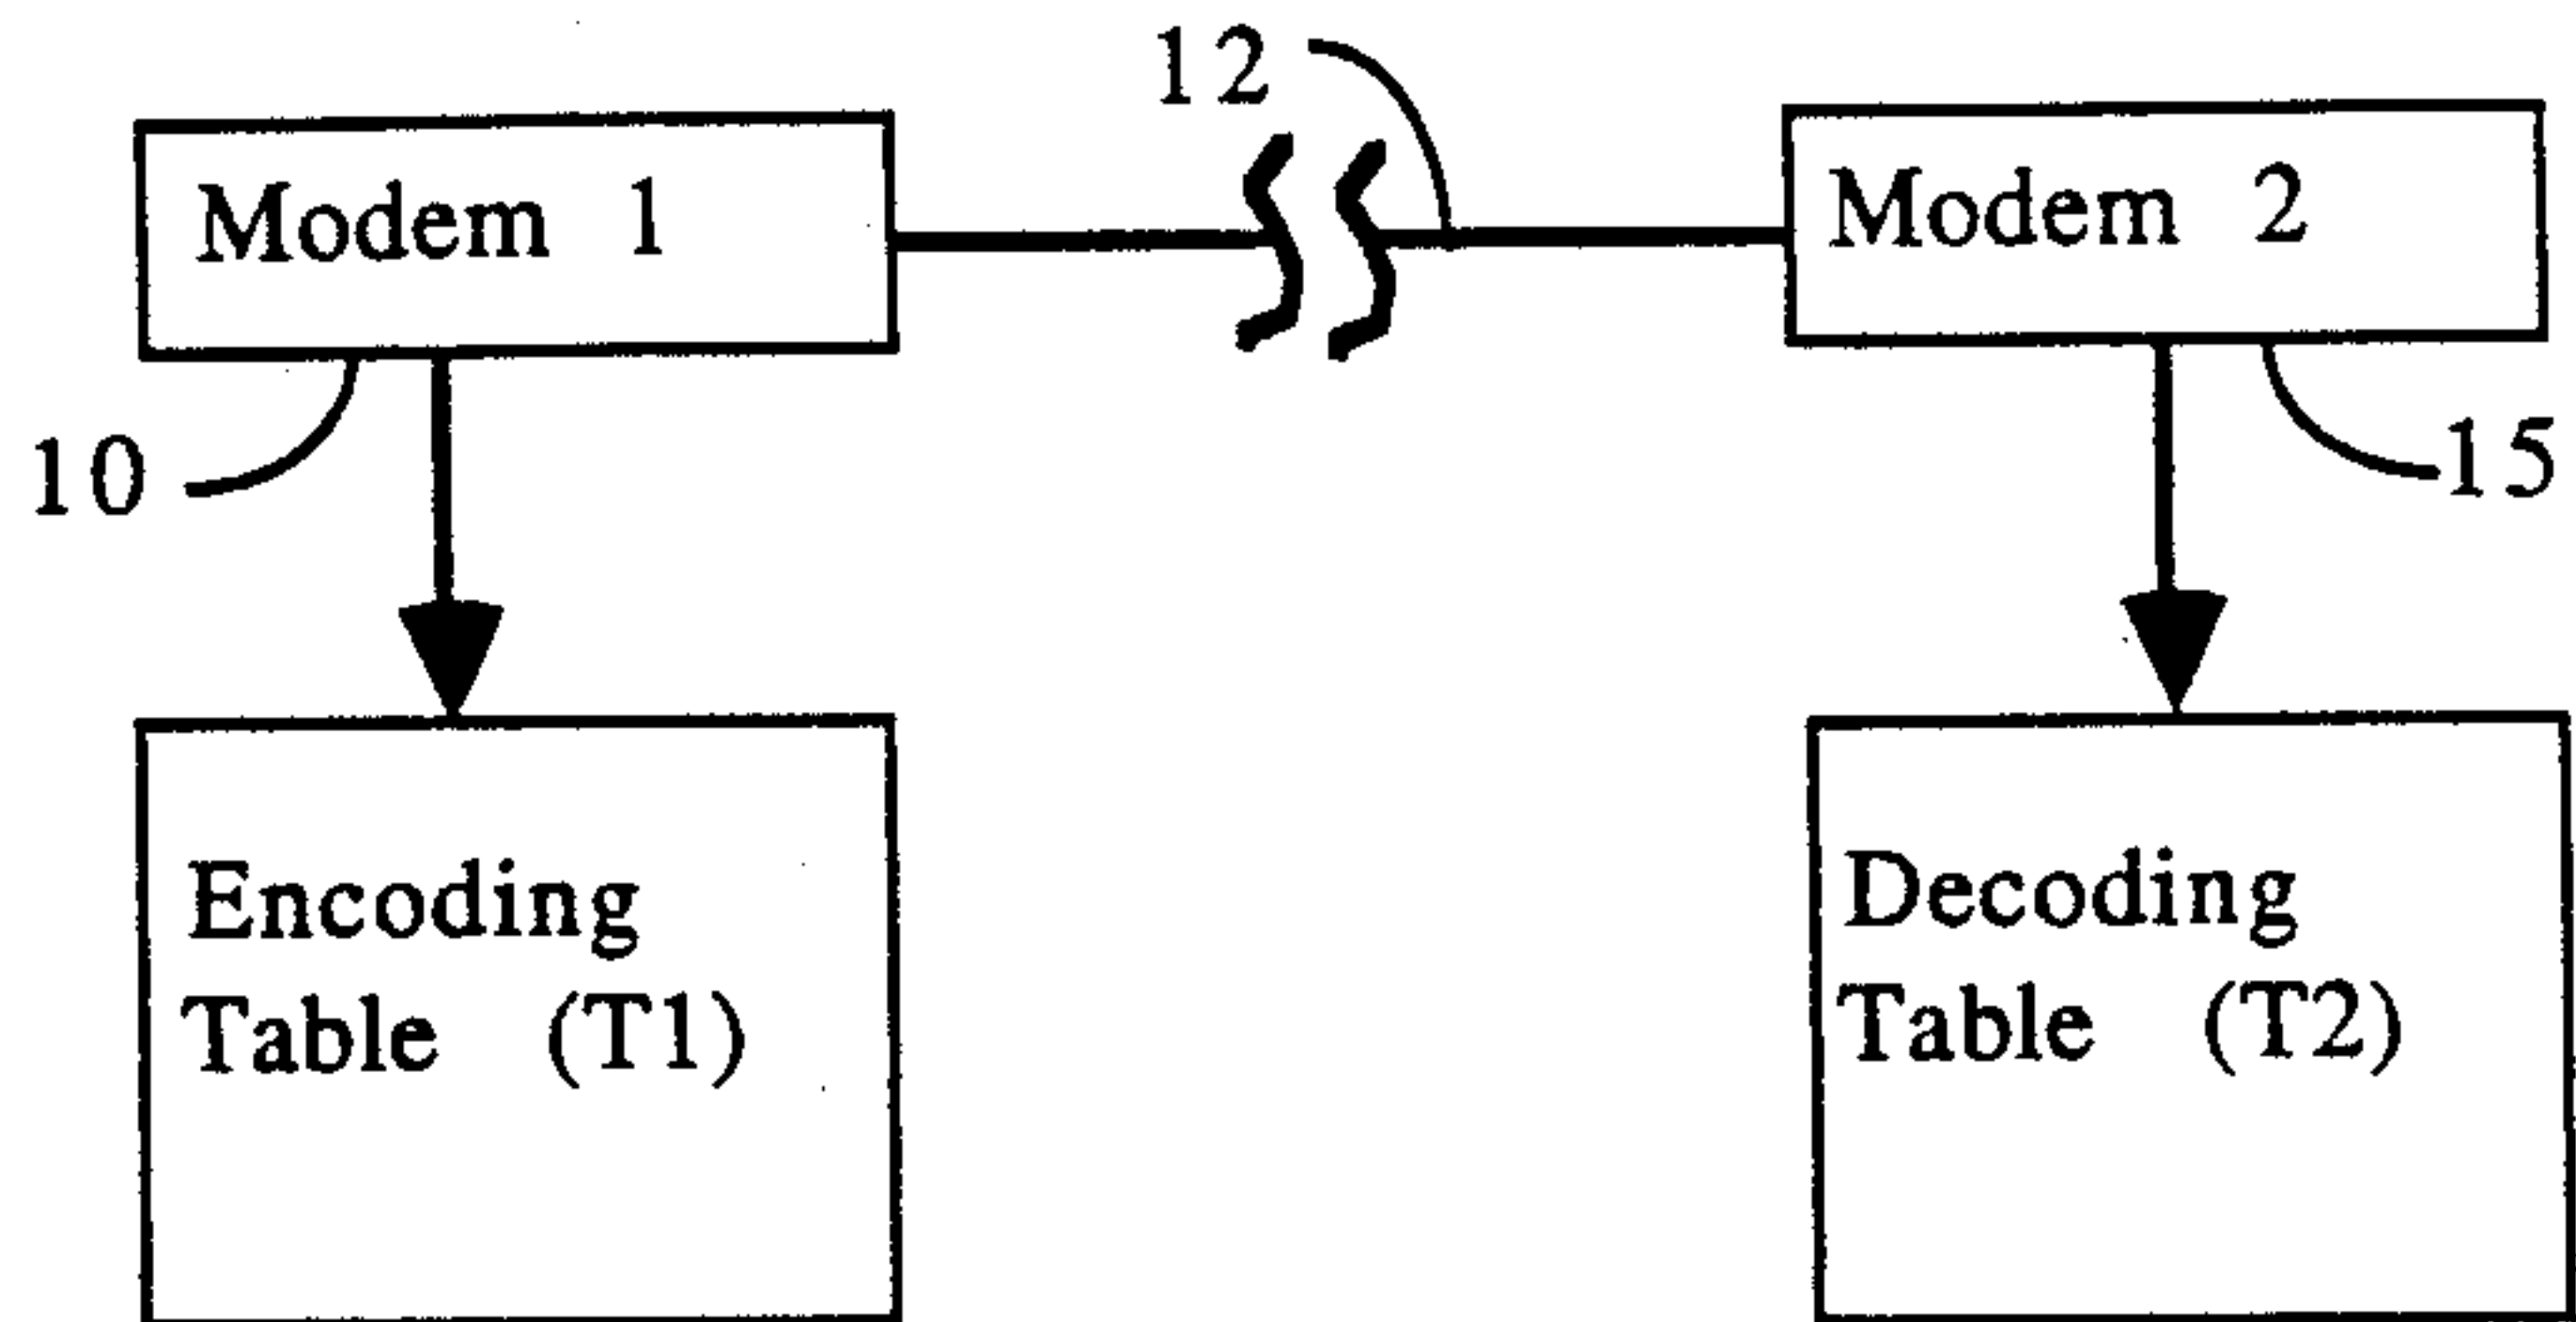 12
Modem 1
Modem 2
10
15
Encoding
Table (T1)
Decoding
Table (T2)